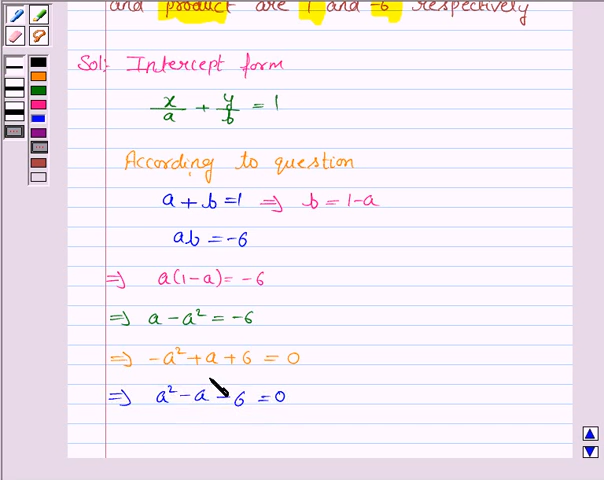 and product are 1 and -6 respectively
Sol: Intercept form
x/a + y/b = 1
According to question
a + b = 1 ⇒ b = 1-a
ab = -6
⇒ a(1-a) = -6
⇒ a - a² = -6
⇒ -a² + a + 6 = 0
⇒ a² - a - 6 = 0